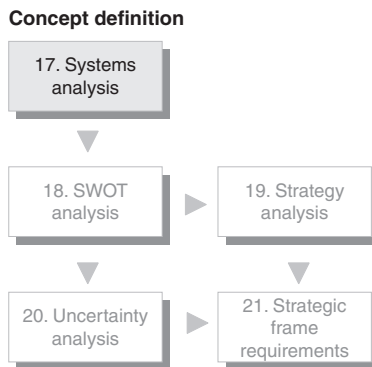 Concept definition
17. Systems
analysis
18. SWOT
analysis
19. Strategy
analysis
20. Uncertainty
analysis
21. Strategic
frame
requirements